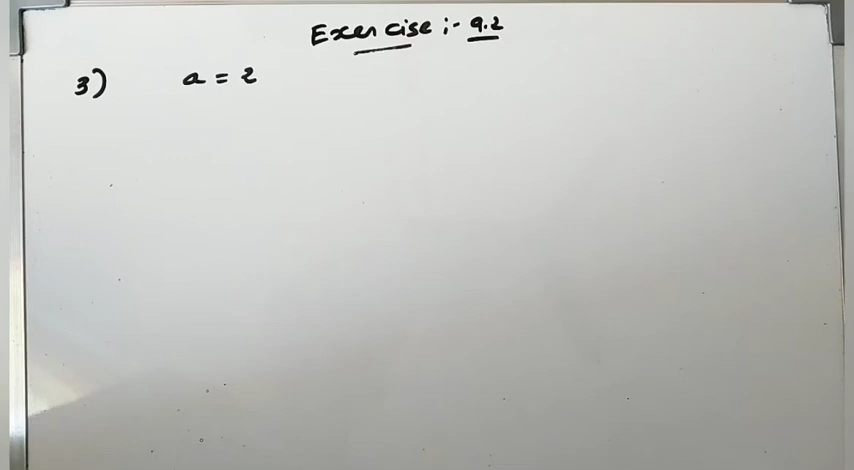 Exercise :- 9.2
3) a = 2